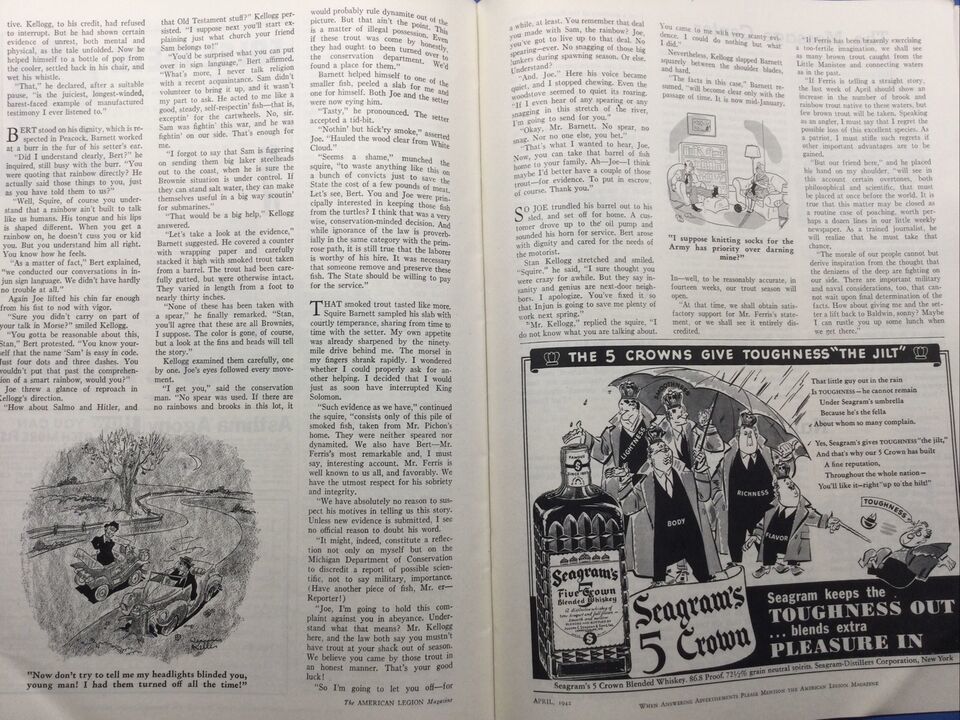 tive. Kellog, to his credit, had refused
to interrupt. But he had shown certain
evidence of unrest, both mental and
physical, as the tale unfolded. Now he
helped himself to a bottle of pop from
the cooler, settled back in his chair, and
wet his whistle.
"That," he declared, after a suitable
pause, "is the juiciest, longest-winded,
barest-faced example of manufactured
testimony I ever listened to."
BERT stood on his dignity, which is re-
spected in Peacock. Barnett worked
at a burr in the fur of his setter's ear.
"Did I understand clearly, Bert?" he
inquired, still busy with the burr. "You
were quoting that rainbow directly? He
actually said those things to you, just
as you have told them to us?"
"Well, Squire, of course you under-
stand that a rainbow ain't built to talk
like us humans. His tongue and his lips
is shaped different. When you get a
rainbow on, he doesn't cuss you or kid
you. But you understand him all right.
You know how he feels.
"As a matter of fact," Bert explained,
"we conducted our conversations in in-
jun sign language. We didn't have hardly
no trouble at all."
Again Joe lifted his chin far enough
from his fist to nod with vigor.
"Sure you didn't carry on part of
your talk in Morse?" smiled Kellogg.
"You gotta be reasonable about this,
Stan," Bert protested. "You know your-
self that the name 'Sam' is easy in code.
Just four dots and three dashes. You
wouldn't put that past the comprehen-
sion of a smart rainbow, would you?"
Joe threw a glance of reproach in
Kellogg's direction.
"How about Salmo and Hitler, and
that Old Testament stuff?" Kellogg per-
sisted. "I suppose next you'll start ex-
plaining just what church your friend
Sam belongs to!"
"You'd be surprised what you can put
over in sign language," Bert affirmed.
"What's more, I never talk religion
with a recent acquaintance. Sam didn't
volunteer to bring it up, and it wasn't
my part to ask. He acted to me like a
good, steady, self-respectin' fish—that is,
exceptin' for the cartwheels. No, sir.
Sam was fightin' this war, and he was
fightin' on our side. That's enough for
me.
"I forgot to say that Sam is figgering
on sending them big laker steelheads
out to the coast, when he is sure the
Brownie situation is under control. If
they can stand salt water, they can make
themselves useful in a big way scoutin'
for submarines."
"That would be a big help," Kellogg
answered.
"Let's take a look at the evidence,"
Barnett suggested. He covered a counter
with wrapping paper and carefully
stacked it high with smoked trout taken
from a barrel. The trout had been care-
fully gutted, but were otherwise intact.
They varied in length from a foot to
nearly thirty inches.
"None of these has been taken with
a spear," he finally remarked. "Stan,
you'll agree that these are all Brownies,
I suppose. The color is gone, of course,
but a look at the fins and heads will tell
the story."
Kellogg examined them carefully, one
by one. Joe's eyes followed every move-
ment.
"I get you," said the conservation
man. "No spear was used. If there are
no rainbows and brooks in this lot, it
would probably rule dynamite out of the
picture. But that ain't the point. This
is a matter of illegal possession. Even
if these trout was come by honestly,
they had ought to been turned over to
the conservation department. We'd
found a place for them."
Barnett helped himself to one of the
smaller fish, peeled a slab for me and
one for himself. Both Joe and the setter
were now eying him.
"Tasty," he pronounced. The setter
accepted a tid-bit.
"Nothin' but hick'ry smoke," asserted
Joe. "Hauled the wood clear from White
Cloud."
"Seems a shame," munched the
squire, "to waste anything like this on
a bunch of convicts just to save the
State the cost of a few pounds of meat.
Let's see, Bert. You and Joe were prin-
cipally interested in keeping those fish
from the turtles? I think that was a very
wise, conservation-minded decision. And
while ignorance of the law is proverb-
ially in the same category with the prim-
rose path, it is still true that the laborer
is worthy of his hire. It was necessary
that someone remove and preserve these
fish. The State should be willing to pay
for the service."
THAT smoked trout tasted like more.
Squire Barnett sampled his slab with
courtly temperance, sharing from time to
time with the setter. My own appetite
was already sharpened by the ninety-
mile drive behind me. The morsel in
my fingers shrank rapidly. I wondered
whether I could properly ask for an-
other helping. I decided that I would
just as soon have interrupted King
Solomon.
"Such evidence as we have," continued
the squire, "consists only of this pile of
smoked fish, taken from Mr. Pichon's
home. They were neither speared nor
dynamited. We also have Bert—Mr.
Ferris's most remarkable and, I must
say, interesting account. Mr. Ferris is
well known to us all, and favorably. We
have the utmost respect for his sobriety
and integrity.
"We have absolutely no reason to sus-
pect his motives in telling us this story.
Unless new evidence is submitted, I see
no official reason to doubt his word.
"It might, indeed, constitute a reflec-
tion not only on myself but on the
Michigan Department of Conservation
to discredit a report of possible scien-
tific, not to say military, importance.
(Have another piece of fish, Mr. er—
Reporter!)
"Joe, I'm going to hold this com-
plaint against you in abeyance. Under-
stand what that means? Mr. Kellogg
here, and the law both say you mustn't
have trout at your shack out of season.
We believe you came by those trout in
an honest manner. That's your good
luck!
"So I'm going to let you off—for
"Now don't try to tell me my headlights blinded you,
young man! I had them turned off all the time!"
The AMERICAN LEGION Magazine
a while, at least. You remember that deal
you made with Sam, the rainbow? Joe,
you've got to live up to that deal. No
spearing—ever. No snagging of those big
lunkers during spawning season. Or else.
Understand?
"And, Joe." Here his voice became
quiet, and I stopped chewing. Even the
woodstove seemed to quiet its roaring.
"If I even hear of any spearing or any
snagging in this stretch of the river,
I'm going to send for you."
"Okay, Mr. Barnett. No spear, no
snag. Nor no one else, you bet."
"That's what I wanted to hear, Joe.
Now, you can take that barrel of fish
home to your family. Ah—Joe—I think
maybe I'd better have a couple of those
trout—for evidence. To put in escrow,
of course. Thank you."
SO JOE trundled his barrel out to his
sled, and set off for home. A cus-
tomer drove up to the oil pump and
sounded his horn for service. Bert arose
with dignity and cared for the needs of
the motorist.
Stan Kellogg stretched and smiled.
"Squire," he said, "I sure thought you
were crazy for awhile. But they say in-
sanity and genius are next-door neigh-
bors. I apologize. You've fixed it so
that Injun is going to save me plenty of
work next spring."
"Mr. Kellogg," replied the squire, "I
do not know what you are talking about.
You came to me with very scanty evi-
dence. I could do nothing but what
I did."
Nevertheless, Kellogg slapped Barnett
squarely between the shoulder blades,
and hard.
"The facts in this case," Barnett re-
sumed, "will become clear only with the
passage of time. It is now mid-January.
"I suppose knitting socks for the
Army has priority over darning
mine?"
In—well, to be reasonably accurate, in
fourteen weeks, our trout season will
open.
"At that time, we shall obtain satis-
factory support for Mr. Ferris's state-
ment, or we shall see it entirely dis-
credited.
"If Ferris has been brazenly exercising
a too-fertile imagination, we shall see
as many brown trout caught from the
Little Manistee and connecting waters
as in the past.
"If Ferris is telling a straight story,
the last week of April should show an
increase in the number of brook and
rainbow trout native to these waters, but
few brown trout will be taken. Speaking
as an angler, I must say that I regret the
possible loss of this excellent species. As
a patriot, I must sacrifice such regrets if
other important advantages are to be
gained.
"But our friend here," and he placed
his hand on my shoulder, "will see in
this account certain overtones, both
philosophical and scientific, that must
be placed at once before the world. It is
true that this matter may be closed as
a routine case of poaching, worth per-
haps a dozen lines in our little weekly
newspapers. As a trained journalist, he
will realize that he must take that
chance.
"The morale of our people cannot but
derive inspiration from the thought that
the denizens of the deep are fighting on
our side. There are important military
and naval considerations, too, that can-
not wait upon final determination of the
facts. How about giving me and the set-
ter a lift back to Baldwin, sonny? Maybe
I can rustle you up some lunch when
we get there."
THE 5 CROWNS GIVE TOUGHNESS "THE JILT"
SMOOTHNESS
LIGHTNESS
BODY
RICHNESS
FLAVOR
TOUGHNESS
That little guy out in the rain
Is TOUGHNESS—he cannot remain
Under Seagram's umbrella
Because he's the fella
About whom so many complain.
Yes, Seagram's gives TOUGHNESS "the jilt,"
And that's why our 5 Crown has built
A fine reputation,
Throughout the whole nation—
You'll like it—right "up to the hilt!"
Seagram's
Five Crown
Blended Whiskey
Seagram's
5 Crown
Seagram keeps the
TOUGHNESS OUT
... blends extra
PLEASURE IN
Seagram's 5 Crown Blended Whiskey. 86.8 Proof. 72½% grain neutral spirits. Seagram-Distillers Corporation, New York
APRIL, 1942
WHEN ANSWERING ADVERTISEMENTS PLEASE MENTION THE AMERICAN LEGION MAGAZINE